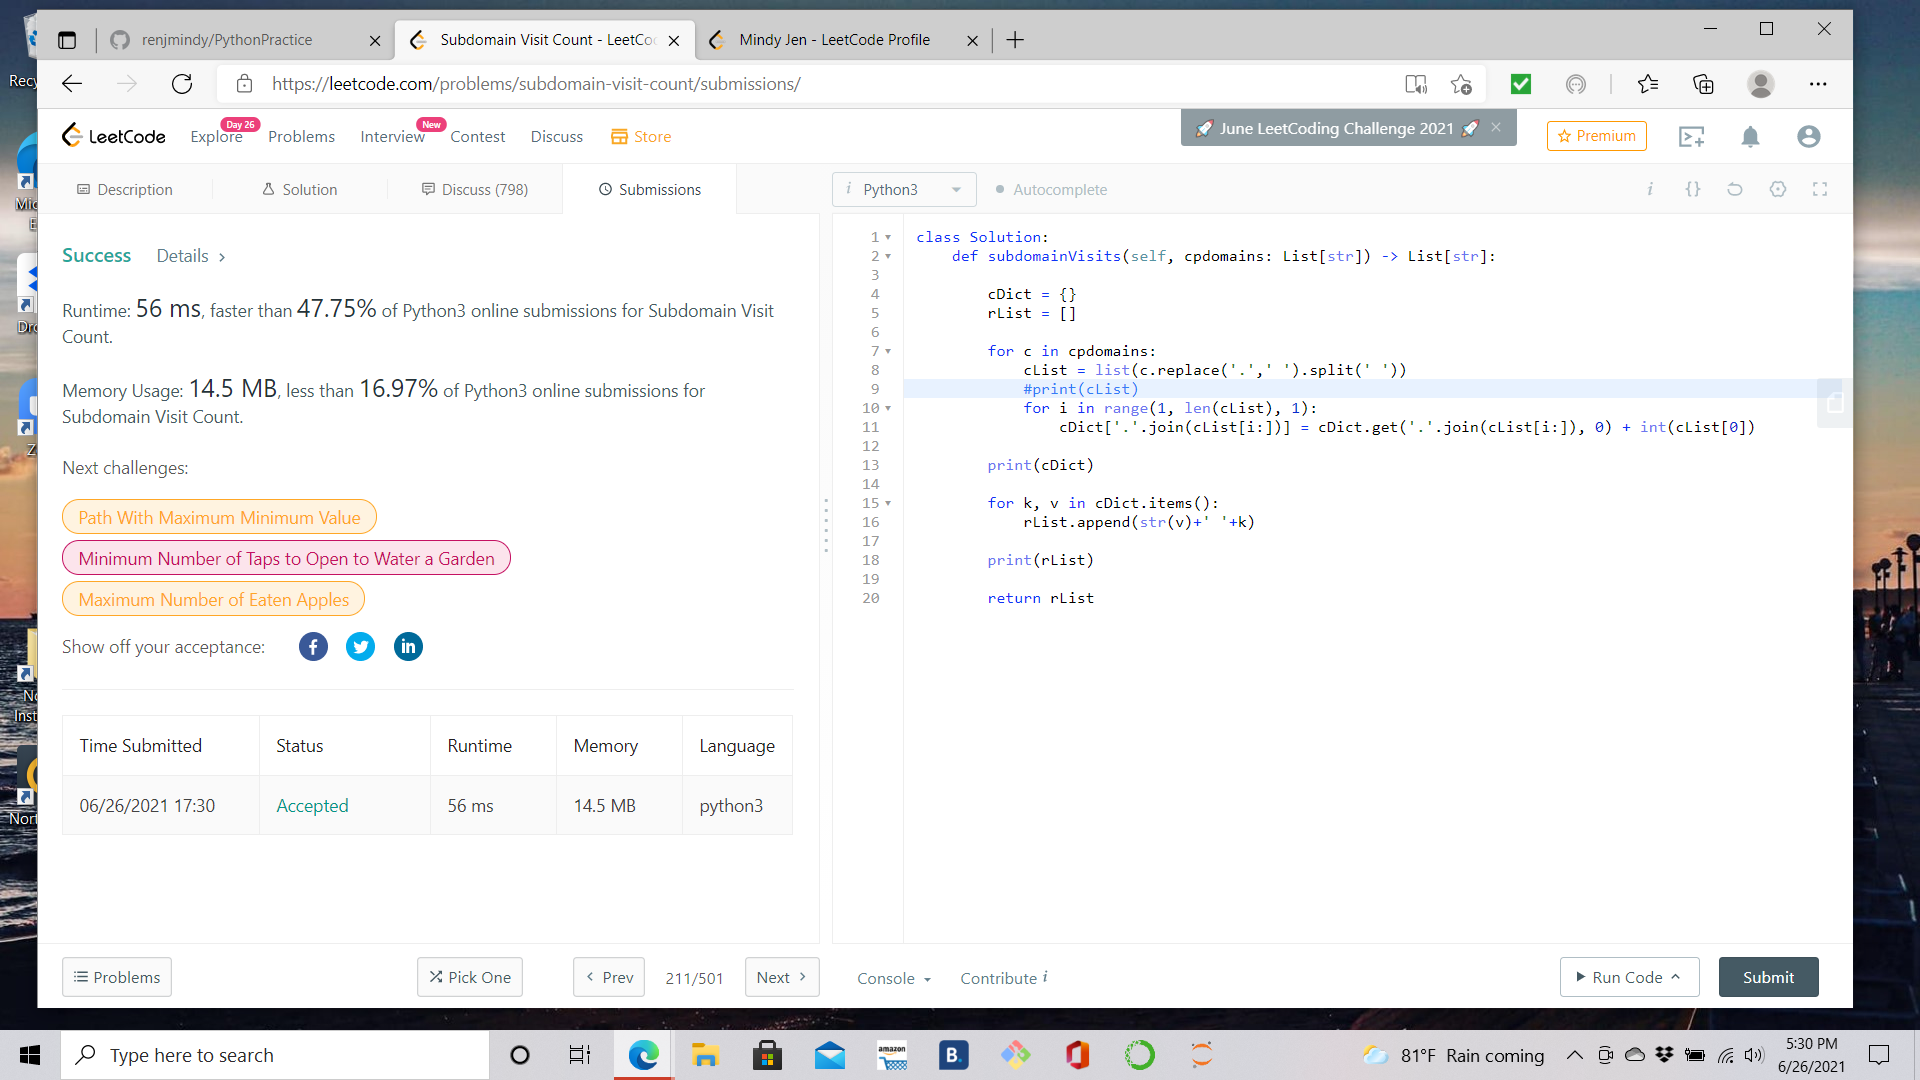 renjmindy/PythonPractice
Subdomain Visit Count - LeetCo
Mindy Jen - LeetCode Profile
Recy
https://leetcode.com/problems/subdomain-visit-count/submissions/
LeetCode
Explore
Day 26
Problems
Interview
New
Contest
Discuss
Store
June LeetCoding Challenge 2021
Premium
Description
Solution
Discuss (798)
Submissions
i Python3
Autocomplete
i
{}
Mic
E
Success
Details
Runtime: 56 ms, faster than 47.75% of Python3 online submissions for Subdomain Visit
Count.
Memory Usage: 14.5 MB, less than 16.97% of Python3 online submissions for
Subdomain Visit Count.
Next challenges:
Path With Maximum Minimum Value
Minimum Number of Taps to Open to Water a Garden
Maximum Number of Eaten Apples
Show off your acceptance:
Time Submitted Status Runtime Memory Language
06/26/2021 17:30 Accepted 56 ms 14.5 MB python3
Dro
Z
No
Inst
Nort
1 class Solution:
2 def subdomainVisits(self, cpdomains: List[str]) -> List[str]:
3
4 cDict = {}
5 rList = []
6
7 for c in cpdomains:
8 cList = list(c.replace('.',' ').split(' '))
9 #print(cList)
10 for i in range(1, len(cList), 1):
11 cDict['.'.join(cList[i:])] = cDict.get('.'.join(cList[i:]), 0) + int(cList[0])
12
13 print(cDict)
14
15 for k, v in cDict.items():
16 rList.append(str(v)+' '+k)
17
18 print(rList)
19
20 return rList
Problems
Pick One
Prev
211/501
Next
Console
Contribute i
Run Code
Submit
Type here to search
amazon
B.
81°F Rain coming
5:30 PM
6/26/2021